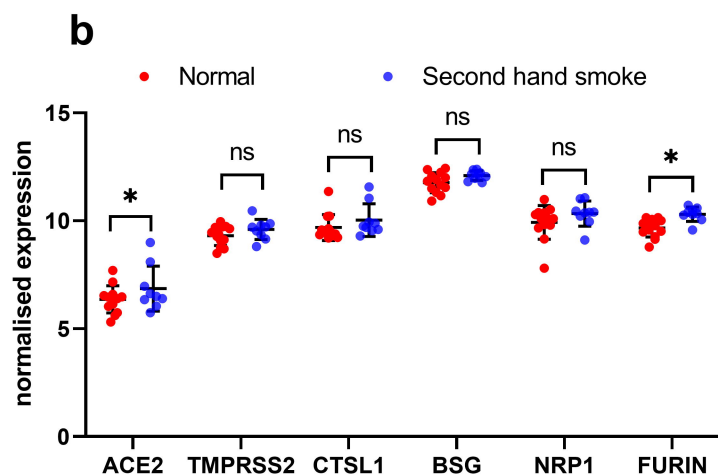 b
Normal Second hand smoke
normalised expression
15
10
5
0
* ns ns ns ns *
ACE2 TMPRSS2 CTSL1 BSG NRP1 FURIN